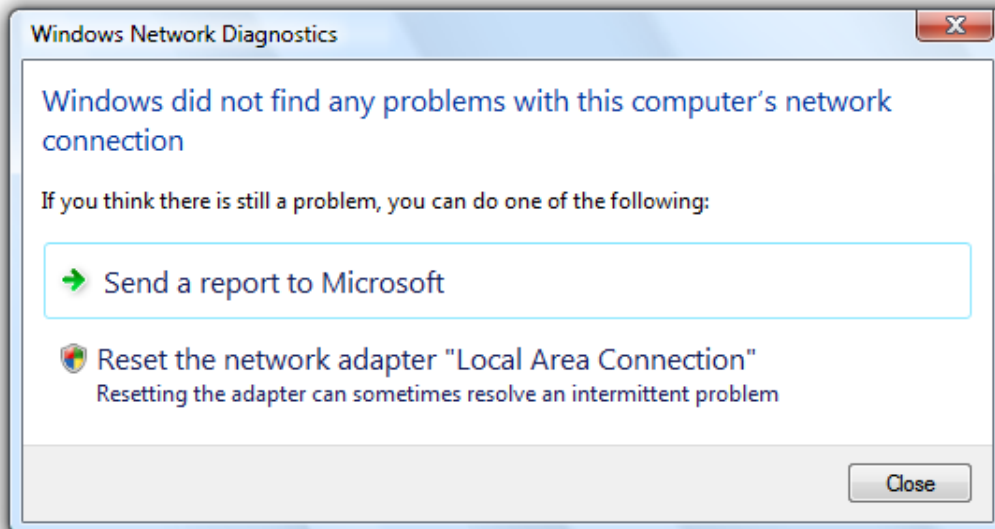 Windows Network Diagnostics
Windows did not find any problems with this computer's network
connection
If you think there is still a problem, you can do one of the following:
Send a report to Microsoft
Reset the network adapter "Local Area Connection"
Resetting the adapter can sometimes resolve an intermittent problem
Close